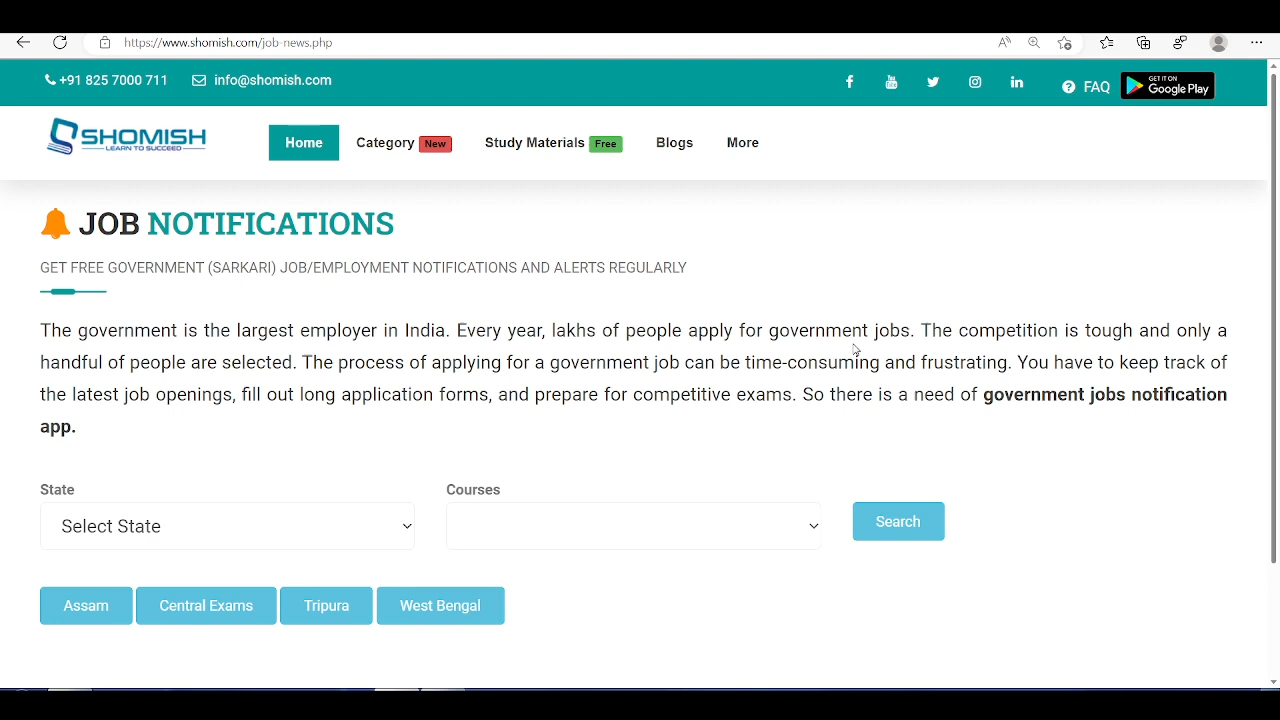 https://www.shomish.com/job-news.php
+91 825 7000 711 info@shomish.com FAQ GET IT ON Google Play
SHOMISH
LEARN TO SUCCEED
Home Category New Study Materials Free Blogs More
JOB NOTIFICATIONS
GET FREE GOVERNMENT (SARKARI) JOB/EMPLOYMENT NOTIFICATIONS AND ALERTS REGULARLY
The government is the largest employer in India. Every year, lakhs of people apply for government jobs. The competition is tough and only a
handful of people are selected. The process of applying for a government job can be time-consuming and frustrating. You have to keep track of
the latest job openings, fill out long application forms, and prepare for competitive exams. So there is a need of government jobs notification
app.
State Courses
Select State Search
Assam Central Exams Tripura West Bengal